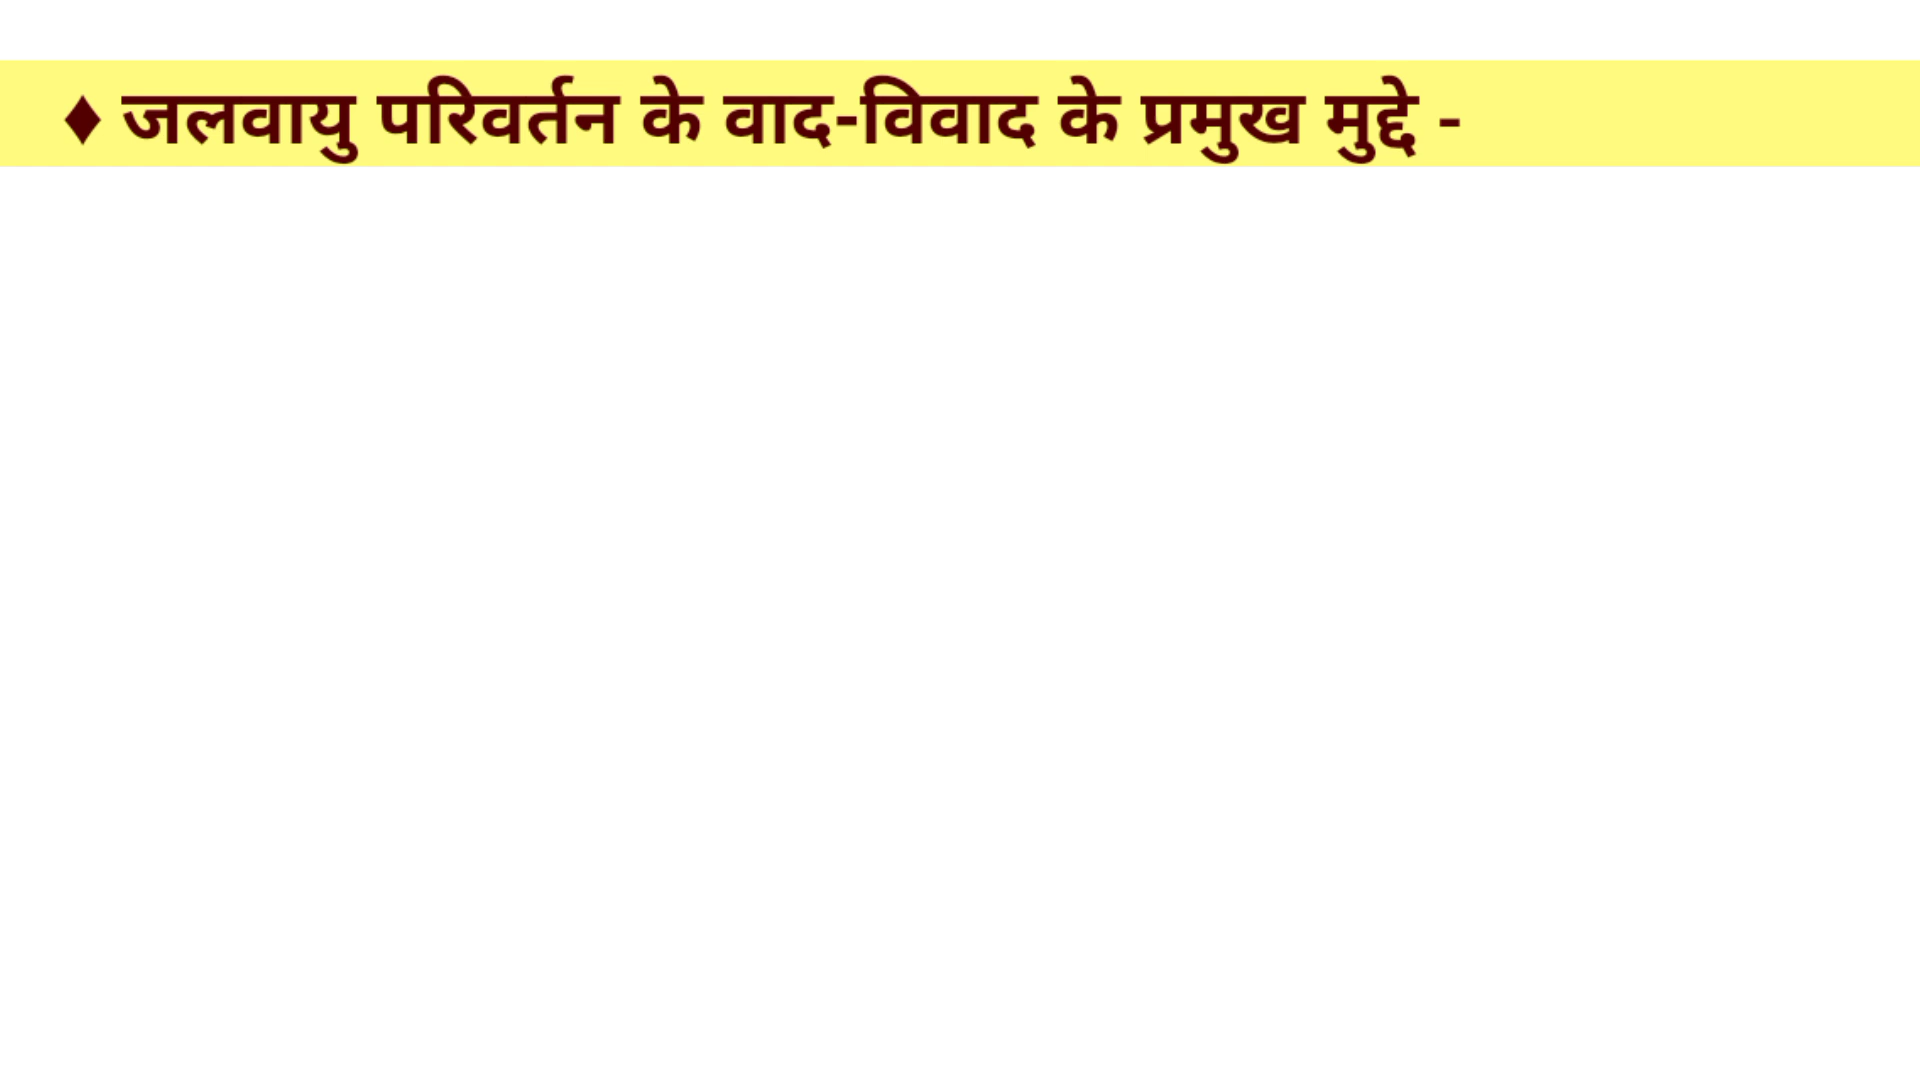 ♦ जलवायु परिवर्तन के वाद-विवाद के प्रमुख मुद्दे -